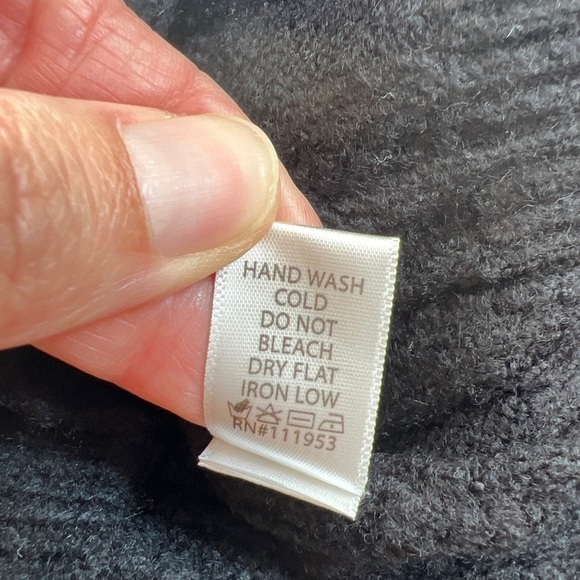 HAND WASH
COLD
DO NOT
BLEACH
DRY FLAT
IRON LOW
RN#111953